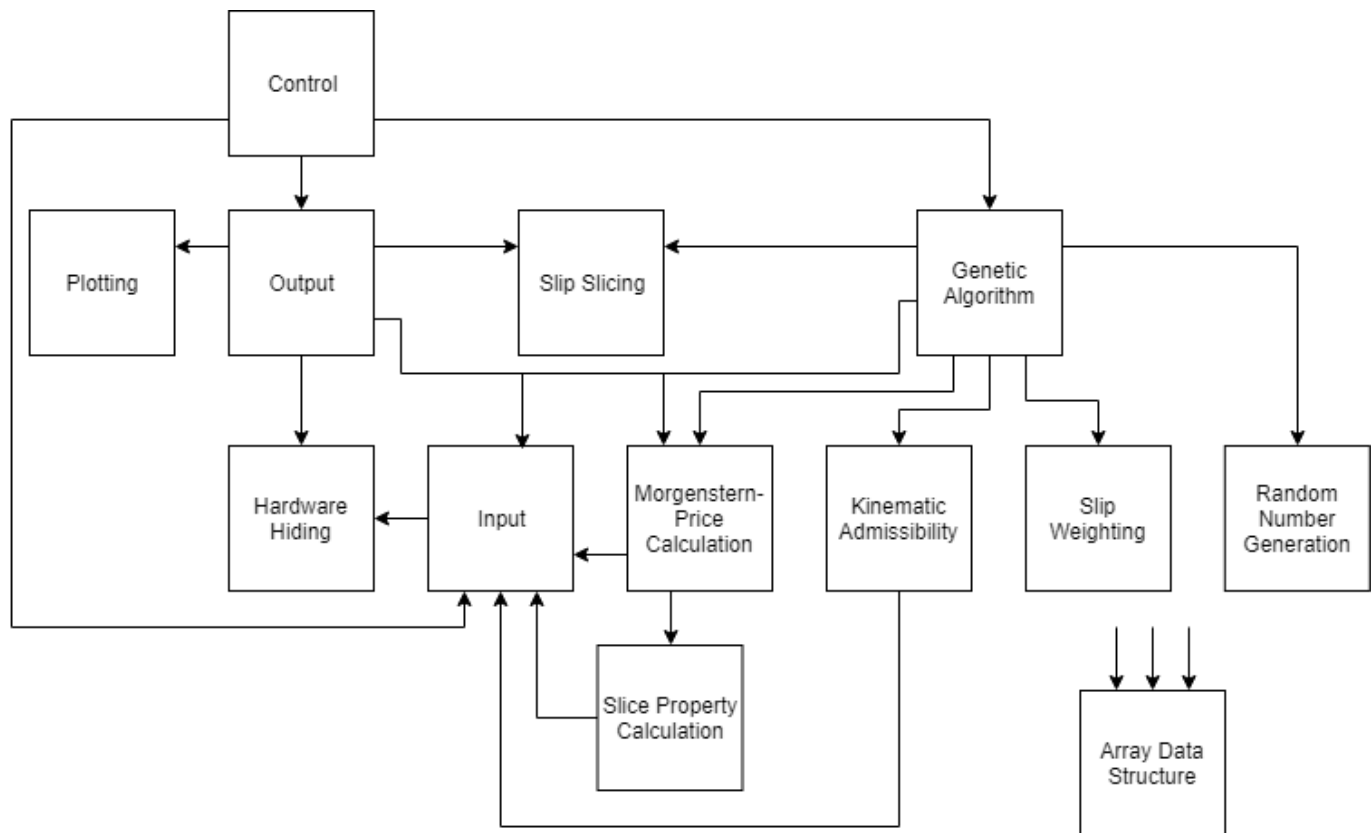 Control
Plotting
Output
Slip Slicing
Genetic
Algorithm
Hardware
Hiding
Input
Morgenstern-
Price
Calculation
Kinematic
Admissibility
Slip
Weighting
Random
Number
Generation
Slice Property
Calculation
Array Data
Structure